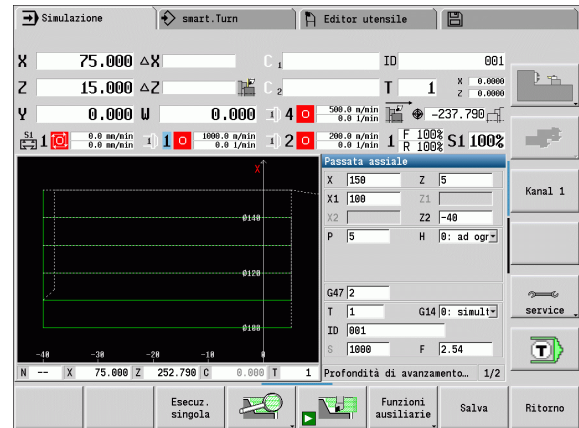 Simulazione smart.Turn Editor utensile
X 75.000 △X C 1 ID 001
Z 15.000 △Z C 2 T 1 X 0.0000 Z 0.0000
Y 0.000 U 0.000 4 500.0 m/min 0.0 1/min -237.790
S1 1 0.0 mm/min 0.0 mm/min 1 1000.0 m/min 0.0 1/min 2 200.0 m/min 0.0 1/min 1 F 100% R 100% S1 100%
X
Ø140
Ø120
Ø100
-40 -30 -20 -10 0
N -- X 75.000 Z 252.790 C 0.000 T 1
Passata assiale
X 150 Z 5
X1 100 Z1
X2 Z2 -40
P 5 H 0: ad ogr
G47 2
T 1 G14 0: simult
ID 001
S 1000 F 2.54
Profondità di avanzamento... 1/2
Kanal 1
service
T
Esecuz. singola
Funzioni ausiliarie
Salva
Ritorno